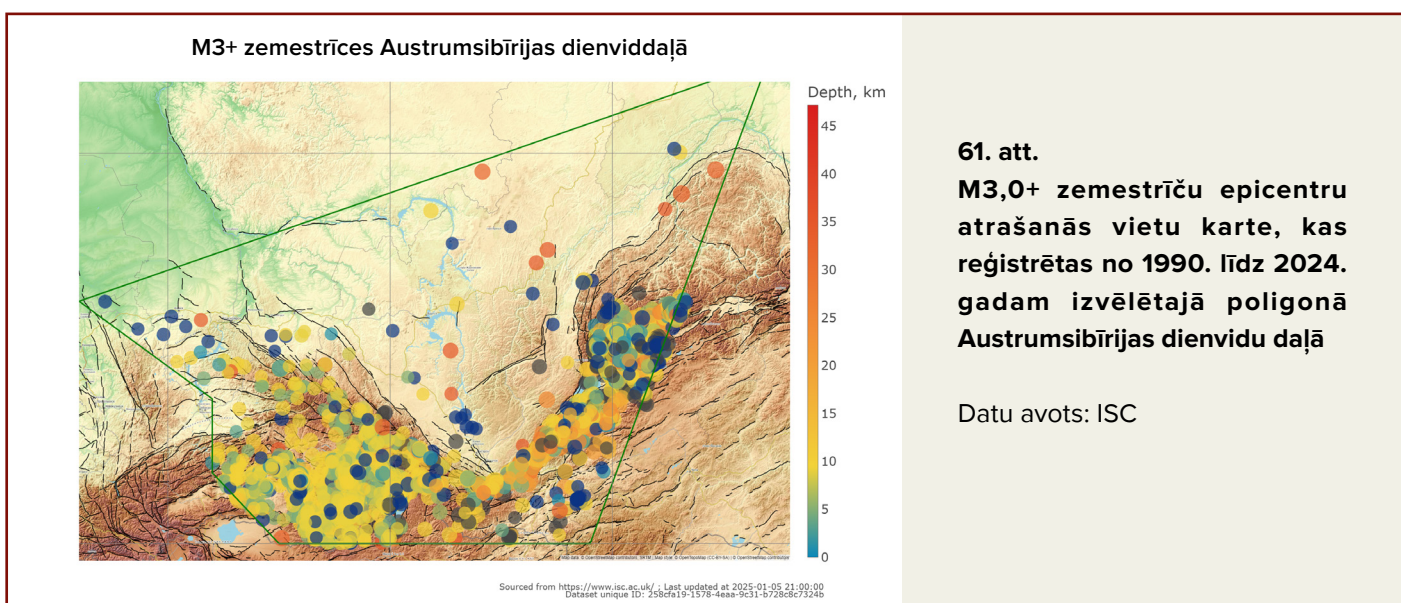 M3+ zemestrīces Austrumsibīrijas dienviddaļā
Depth, km
45
40
35
30
25
20
15
10
5
0
Sourced from https://www.isc.ac.uk/ ; Last updated at 2025-01-05 21:00:00
Dataset unique ID: 258cfa19-1578-4eaa-9c31-b728c8c7324b
61. att.
M3,0+ zemestrīču epicentru
atrašanās vietu karte, kas
reģistrētas no 1990. līdz 2024.
gadam izvēlētajā poligonā
Austrumsibīrijas dienvidu daļā
Datu avots: ISC